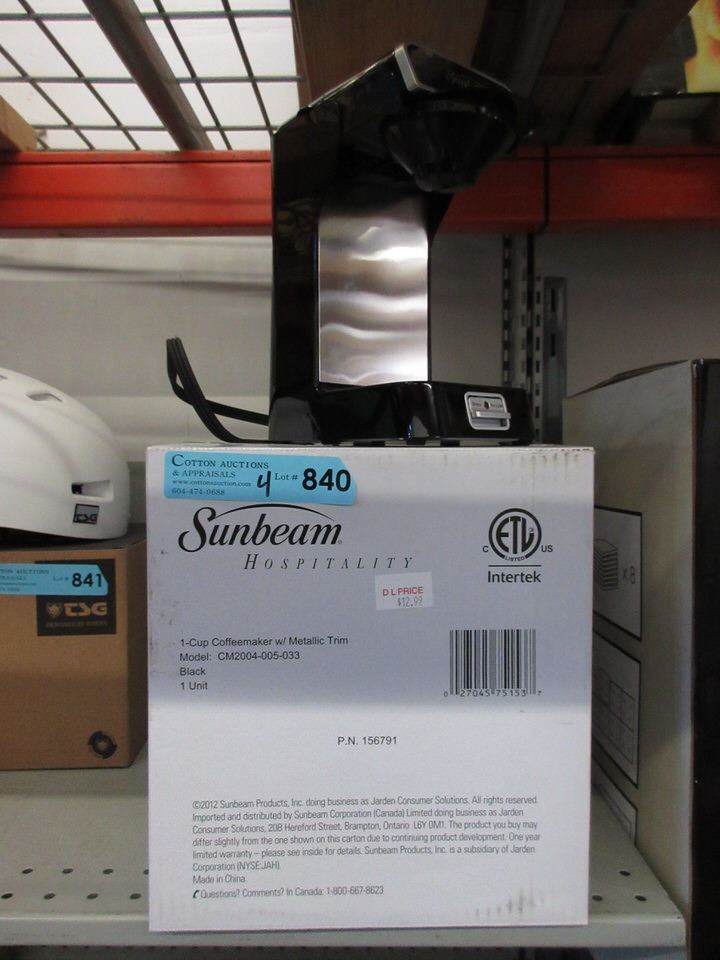 COTTON AUCTIONS
& APPRAISALS
www.cottonsauction.com
604-474-0688
4 Lot # 840
Sunbeam
HOSPITALITY
C ETL US
LISTED
Intertek
D L PRICE
$12.99
1-Cup Coffeemaker w/ Metallic Trim
Model: CM2004-005-033
Black
1 Unit
0 27045 75153 7
P.N. 156791
©2012 Sunbeam Products, Inc. doing business as Jarden Consumer Solutions. All rights reserved.
Imported and distributed by Sunbeam Corporation (Canada) Limited doing business as Jarden
Consumer Solutions, 20B Hereford Street, Brampton, Ontario L6Y 0M1. The product you buy may
differ slightly from the one shown on this carton due to continuing product development. One year
limited warranty – please see inside for details. Sunbeam Products, Inc. is a subsidiary of Jarden
Corporation (NYSE:JAH).
Made in China.
Questions? Comments? In Canada: 1-800-667-8623
TSG
Lot # 841
TSG
x 8